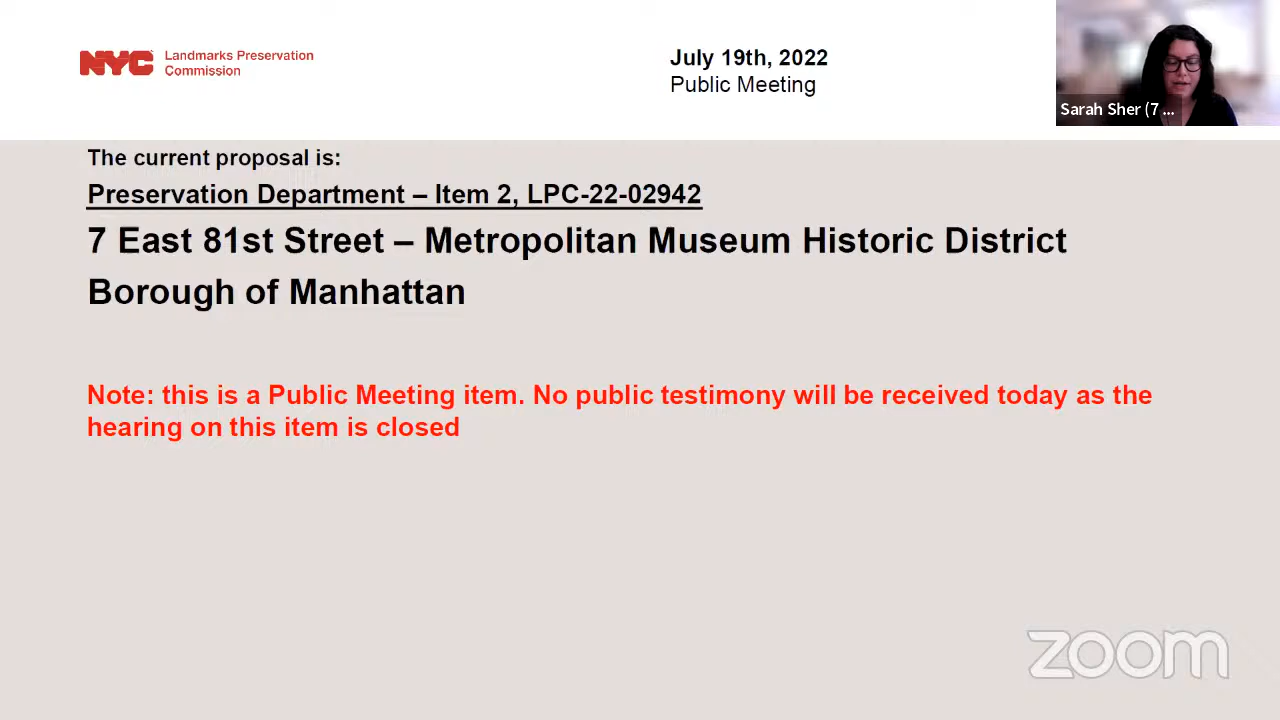 NYC Landmarks Preservation
Commission
July 19th, 2022
Public Meeting
Sarah Sher (7 ...
The current proposal is:
Preservation Department – Item 2, LPC-22-02942
7 East 81st Street – Metropolitan Museum Historic District
Borough of Manhattan
Note: this is a Public Meeting item. No public testimony will be received today as the
hearing on this item is closed
zoom